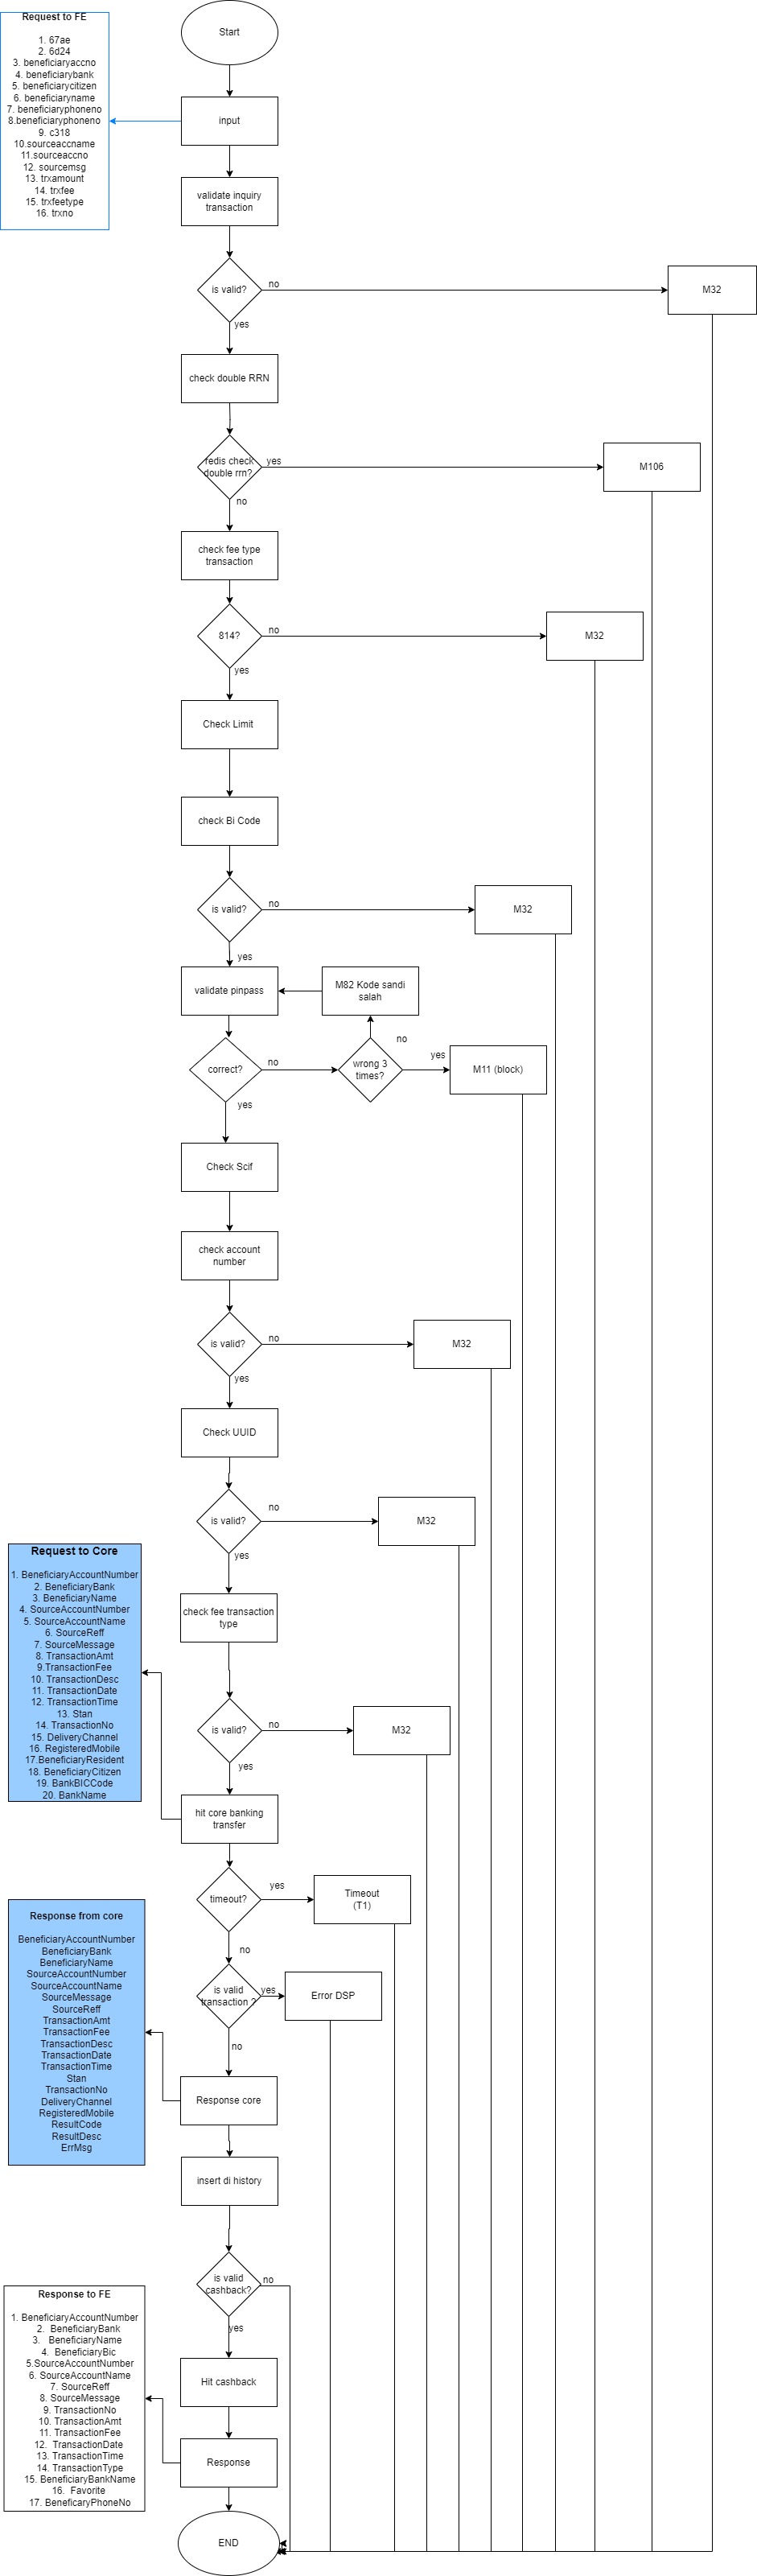 Request to FE
1. 67ae
2. 6d24
3. beneficiaryaccno
4. beneficiarybank
5. beneficiarycitizen
6. beneficiaryname
7. beneficiaryphoneno
8.beneficiaryphoneno
9. c318
10.sourceaccname
11.sourceaccno
12. sourcemsg
13. trxamount
14. trxfee
15. trxfeetype
16. trxno
Start
input
validate inquiry
transaction
is valid?
no
M32
yes
check double RRN
redis check
double rrn?
yes
M106
no
check fee type
transaction
814?
no
M32
yes
Check Limit
check Bi Code
is valid?
no
M32
yes
validate pinpass
M82 Kode sandi
salah
correct?
no
wrong 3
times?
no
yes
M11 (block)
yes
Check Scif
check account
number
is valid?
no
M32
yes
Check UUID
is valid?
no
M32
yes
Request to Core
1. BeneficiaryAccountNumber
2. BeneficiaryBank
3. BeneficiaryName
4. SourceAccountNumber
5. SourceAccountName
6. SourceReff
7. SourceMessage
8. TransactionAmt
9.TransactionFee
10. TransactionDesc
11. TransactionDate
12. TransactionTime
13. Stan
14. TransactionNo
15. DeliveryChannel
16. RegisteredMobile
17.BeneficiaryResident
18. BeneficiaryCitizen
19. BankBICCode
20. BankName
check fee transaction
type
is valid?
no
M32
yes
hit core banking
transfer
timeout?
yes
Timeout
(T1)
no
Response from core
BeneficiaryAccountNumber
BeneficiaryBank
BeneficiaryName
SourceAccountNumber
SourceAccountName
SourceMessage
SourceReff
TransactionAmt
TransactionFee
TransactionDesc
TransactionDate
TransactionTime
Stan
TransactionNo
DeliveryChannel
RegisteredMobile
ResultCode
ResultDesc
ErrMsg
is valid
transaction ?
yes
Error DSP
no
Response core
insert di history
is valid
cashback?
no
yes
Response to FE
1. BeneficiaryAccountNumber
2. BeneficiaryBank
3. BeneficiaryName
4. BeneficiaryBic
5.SourceAccountNumber
6. SourceAccountName
7. SourceReff
8. SourceMessage
9. TransactionNo
10. TransactionAmt
11. TransactionFee
12. TransactionDate
13. TransactionTime
14. TransactionType
15. BeneficiaryBankName
16. Favorite
17. BeneficaryPhoneNo
Hit cashback
Response
END